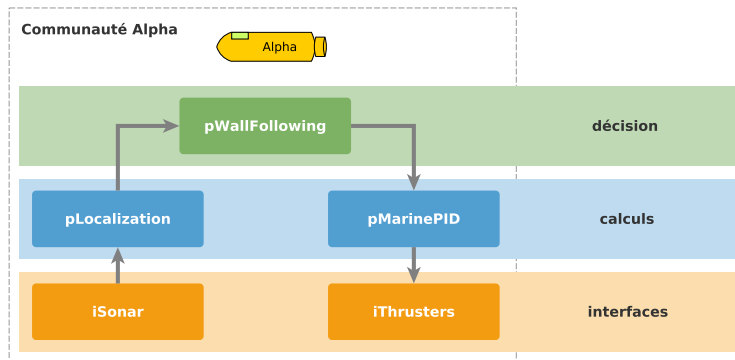 Communauté Alpha
Alpha
pWallFollowing
décision
pLocalization
pMarinePID
calculs
iSonar
iThrusters
interfaces